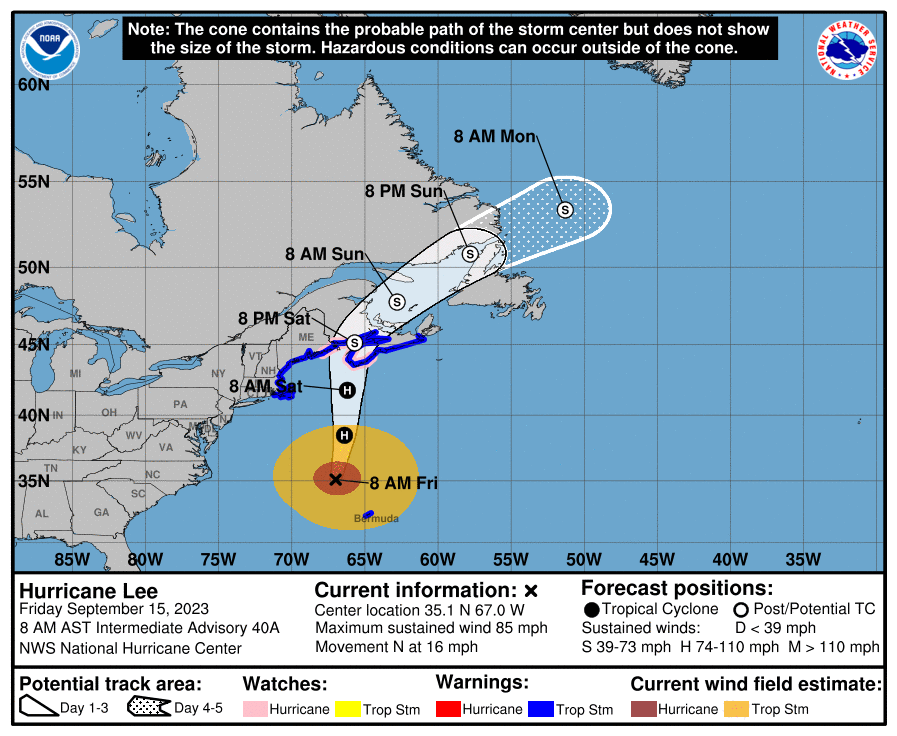 Note: The cone contains the probable path of the storm center but does not show
the size of the storm. Hazardous conditions can occur outside of the cone.
NOAA
NATIONAL WEATHER SERVICE
60N
8 AM Mon
55N
8 PM Sun
8 AM Sun
50N
8 PM Sat
ME
45N
VT
NH
MI
NY
8 AM Sat
40N
IN
OH
PA
WV
KY
VA
TN
NC
35N
8 AM Fri
SC
AL
GA
Bermuda
85W
80W
75W
70W
65W
60W
55W
50W
45W
40W
35W
S
S
S
S
H
H
Hurricane Lee
Friday September 15, 2023
8 AM AST Intermediate Advisory 40A
NWS National Hurricane Center
Current information: x
Center location 35.1 N 67.0 W
Maximum sustained wind 85 mph
Movement N at 16 mph
Forecast positions:
Tropical Cyclone Post/Potential TC
Sustained winds: D < 39 mph
S 39-73 mph H 74-110 mph M > 110 mph
Potential track area:
Day 1-3 Day 4-5
Watches:
Hurricane Trop Stm
Warnings:
Hurricane Trop Stm
Current wind field estimate:
Hurricane Trop Stm